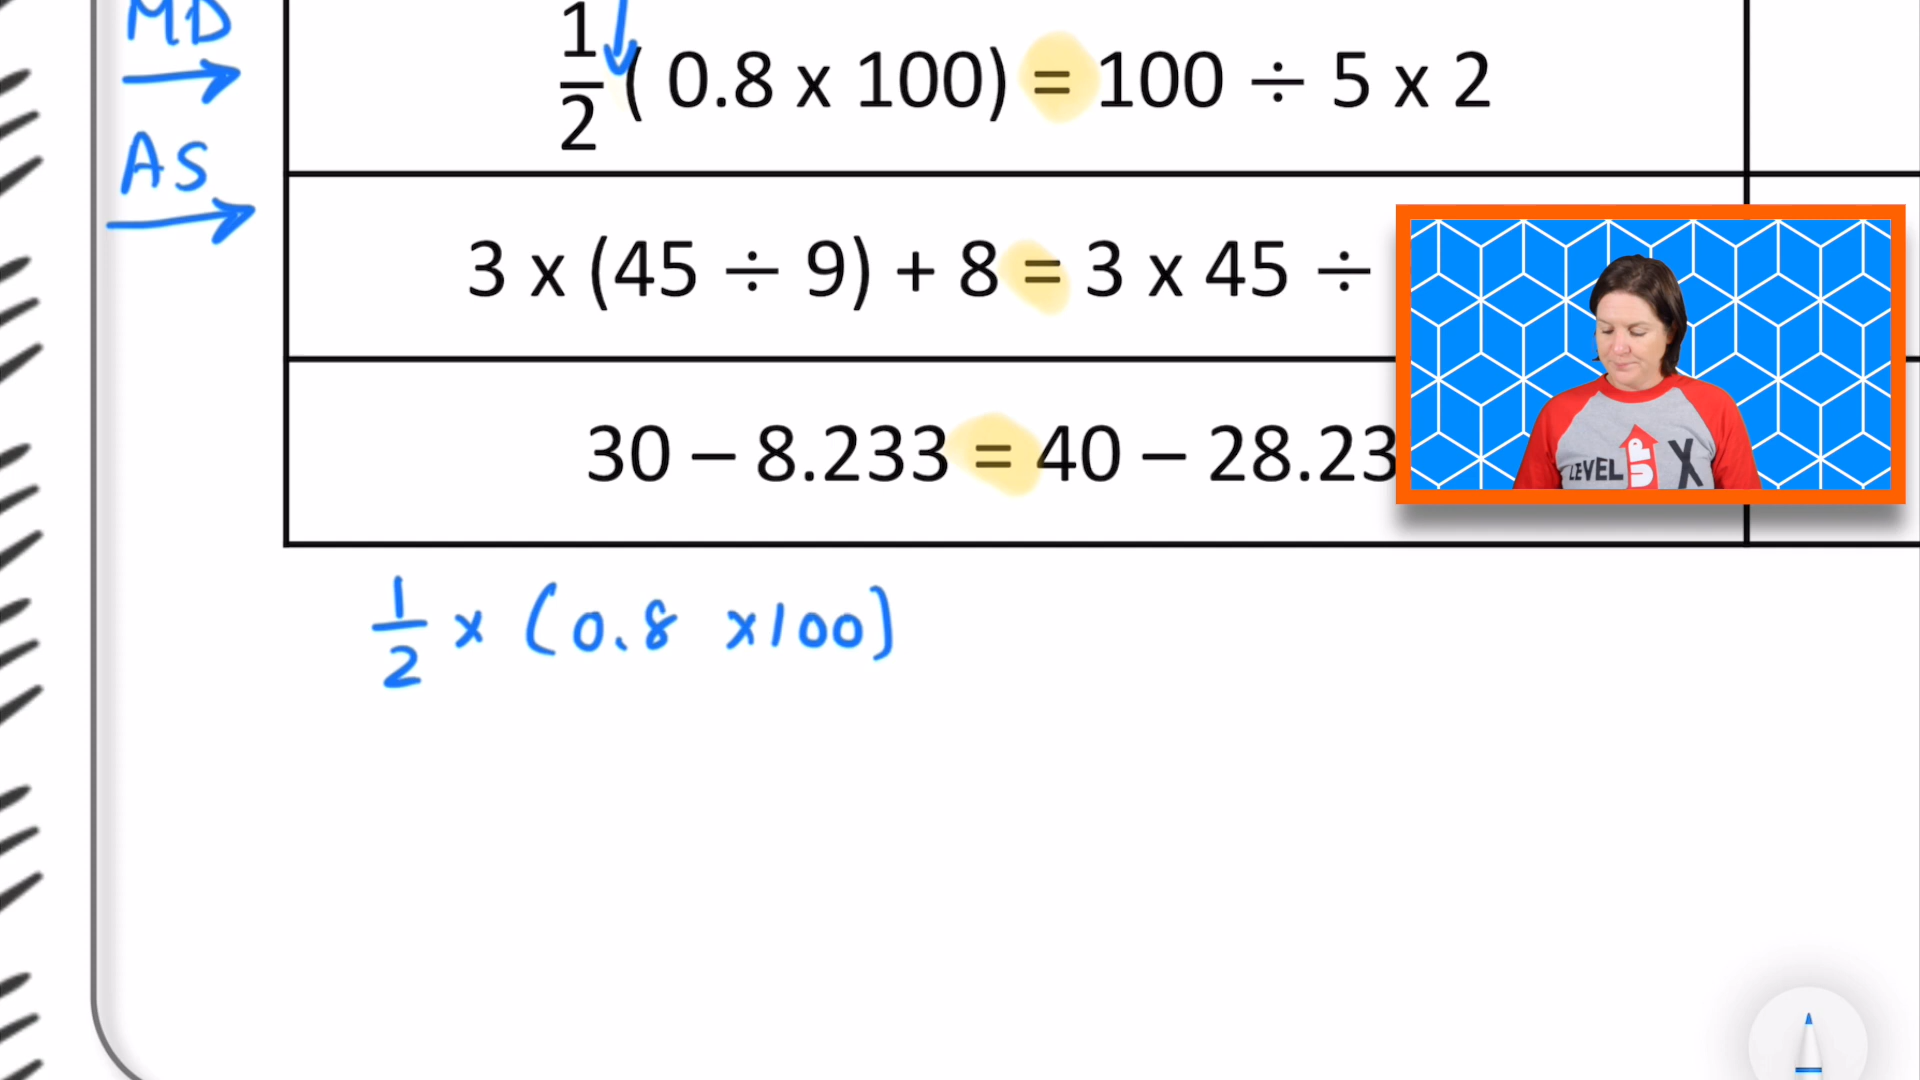 MD
1/2 ( 0.8 x 100) = 100 ÷ 5 x 2
AS
3 x (45 ÷ 9) + 8 = 3 x 45 ÷
30 – 8.233 = 40 – 28.23
LEVEL UP X
1/2 x (0.8 x100)